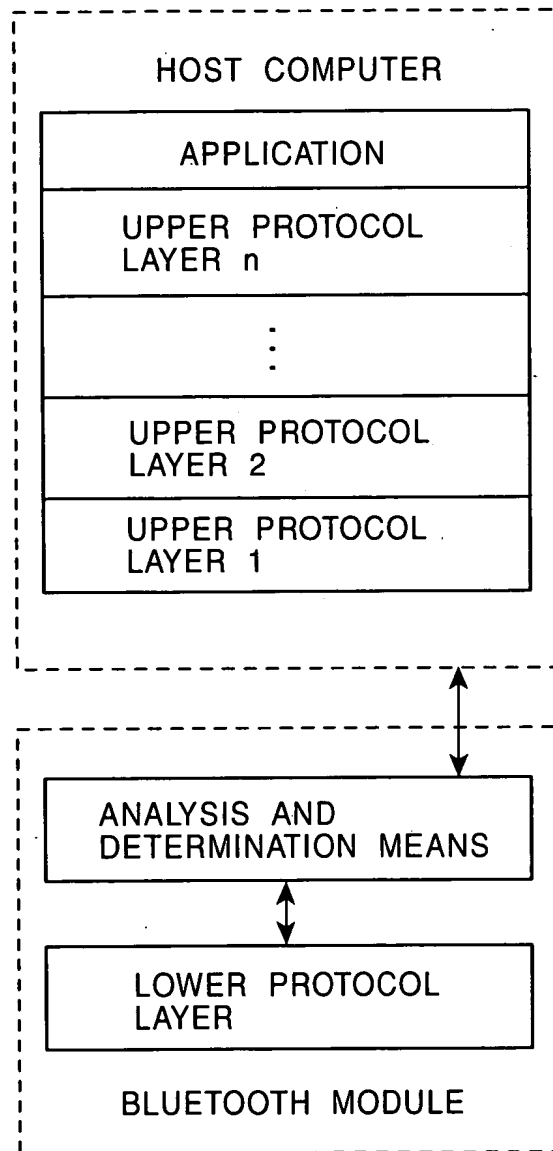 HOST COMPUTER
APPLICATION
UPPER PROTOCOL
LAYER n
⋮
UPPER PROTOCOL
LAYER 2
UPPER PROTOCOL
LAYER 1
ANALYSIS AND
DETERMINATION MEANS
LOWER PROTOCOL
LAYER
BLUETOOTH MODULE